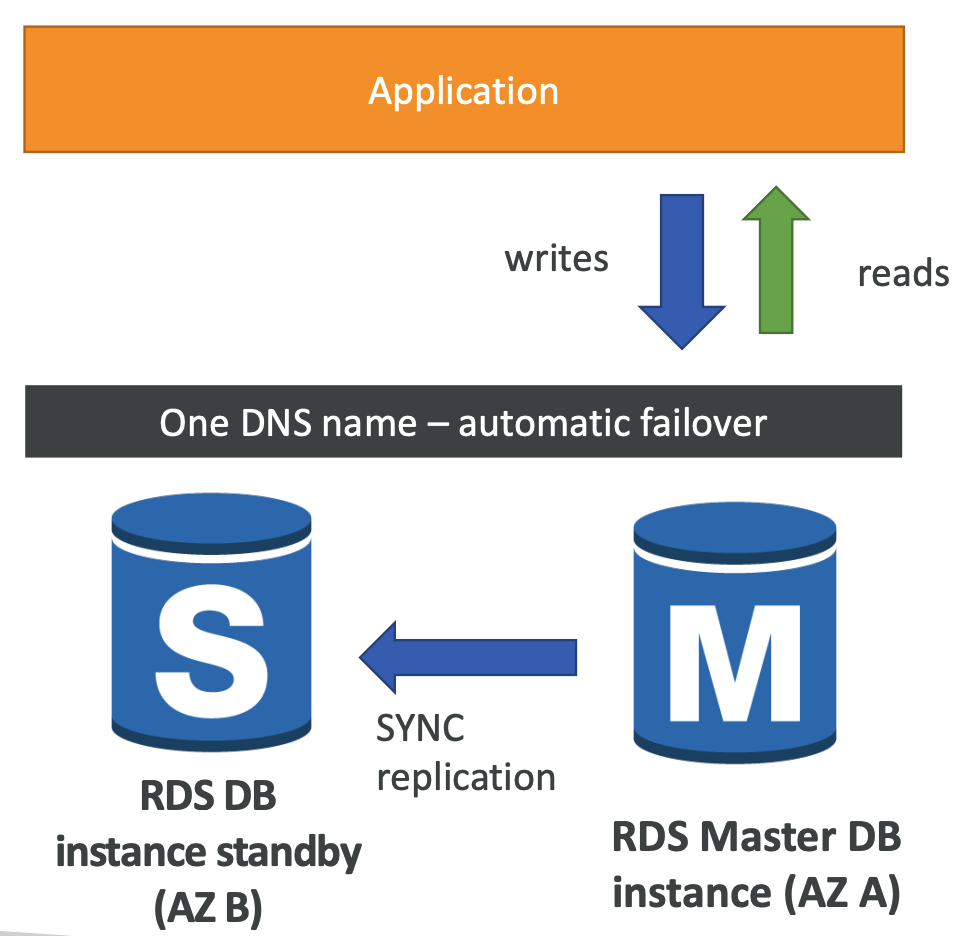 Application
writes
reads
One DNS name – automatic failover
S
M
SYNC
replication
RDS DB
instance standby
(AZ B)
RDS Master DB
instance (AZ A)